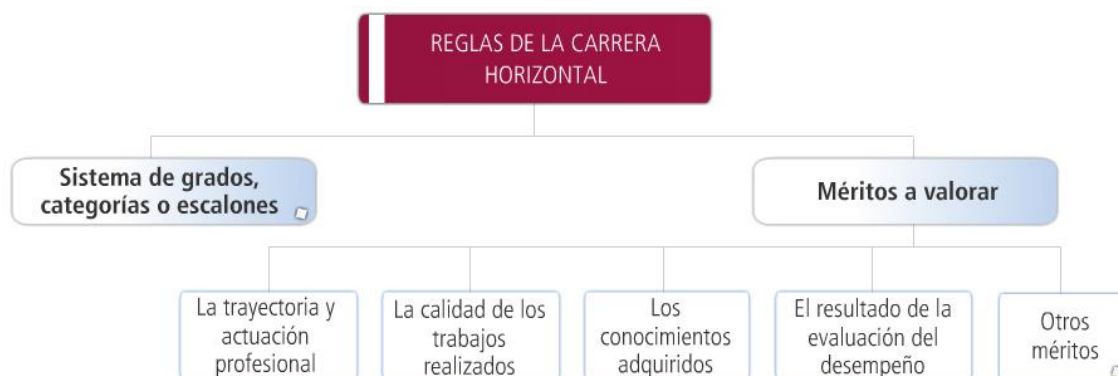 REGLAS DE LA CARRERA
HORIZONTAL
Sistema de grados,
categorías o escalones
Méritos a valorar
La trayectoria y
actuación
profesional
La calidad de los
trabajos
realizados
Los
conocimientos
adquiridos
El resultado de la
evaluación del
desempeño
Otros
méritos